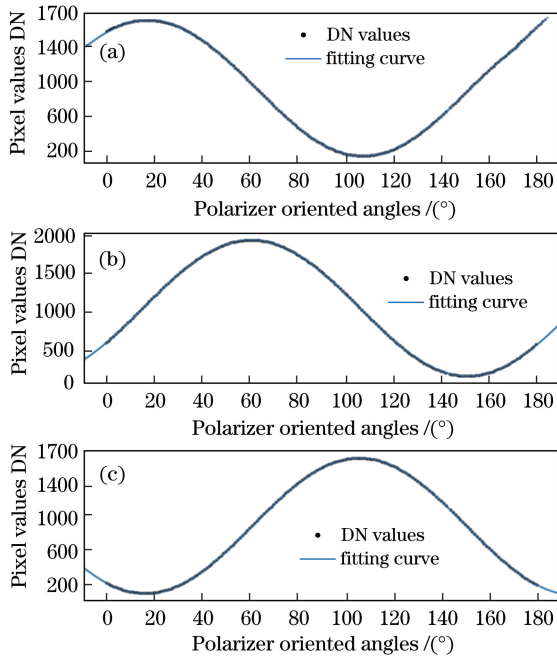 Pixel values DN
1700
1400
1000
600
200
(a)
DN values
fitting curve
0 20 40 60 80 100 120 140 160 180
Polarizer oriented angles /(°)
Pixel values DN
2000
1500
1000
500
0
(b)
DN values
fitting curve
0 20 40 60 80 100 120 140 160 180
Polarizer oriented angles /(°)
Pixel values DN
1700
1400
1000
600
200
(c)
DN values
fitting curve
0 20 40 60 80 100 120 140 160 180
Polarizer oriented angles /(°)